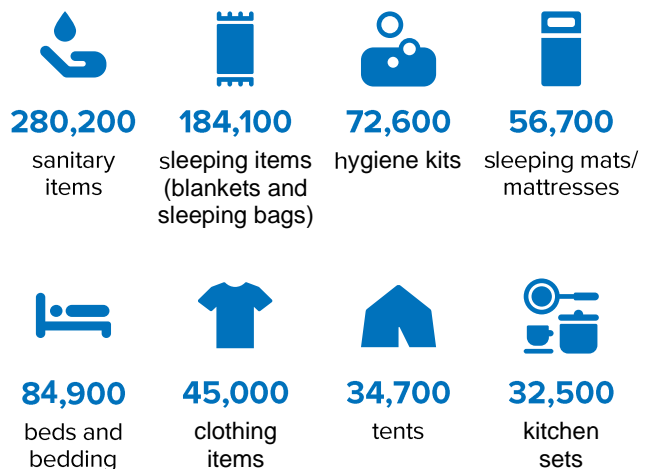 280,200
sanitary
items
184,100
sleeping items
(blankets and
sleeping bags)
72,600
hygiene kits
56,700
sleeping mats/
mattresses
84,900
beds and
bedding
45,000
clothing
items
34,700
tents
32,500
kitchen
sets